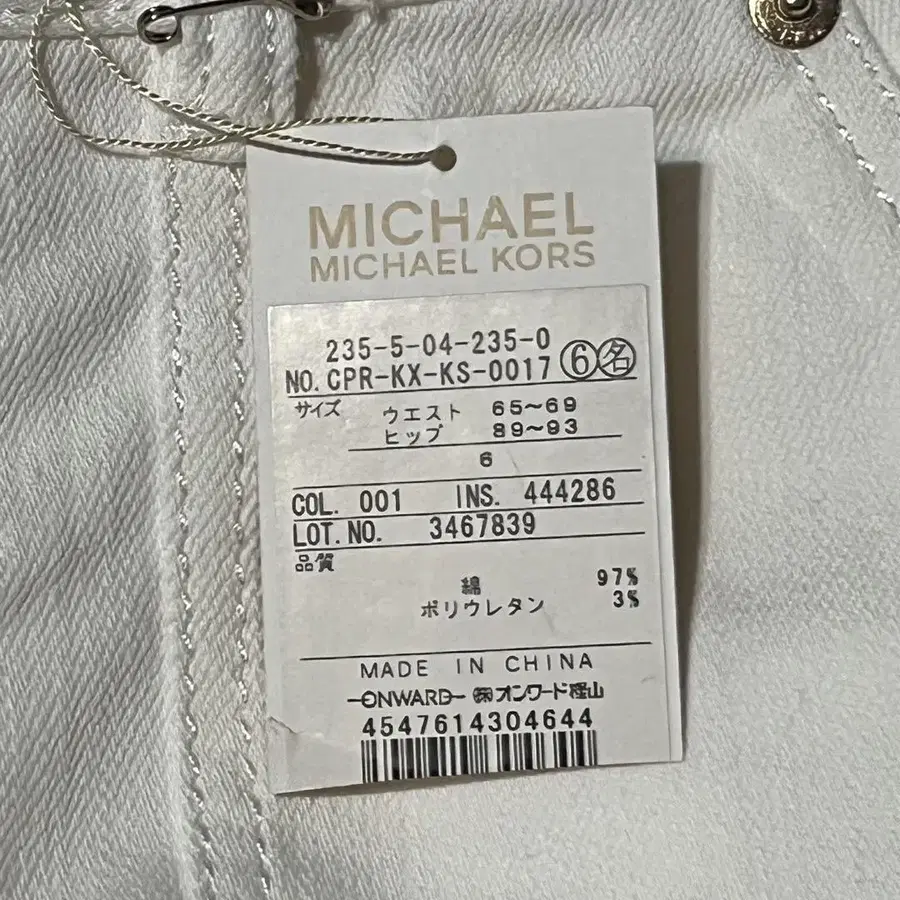 MICHAEL
MICHAEL KORS
235-5-04-235-0
NO. CPR-KX-KS-0017 ⑥ 名
サイズ ウエスト 65~69
ヒップ 89~93
6
COL. 001 INS. 444286
LOT. NO. 3467839
品質
綿 97%
ポリウレタン 3%
MADE IN CHINA
ONWARD ㈱オンワード樫山
4547614304644